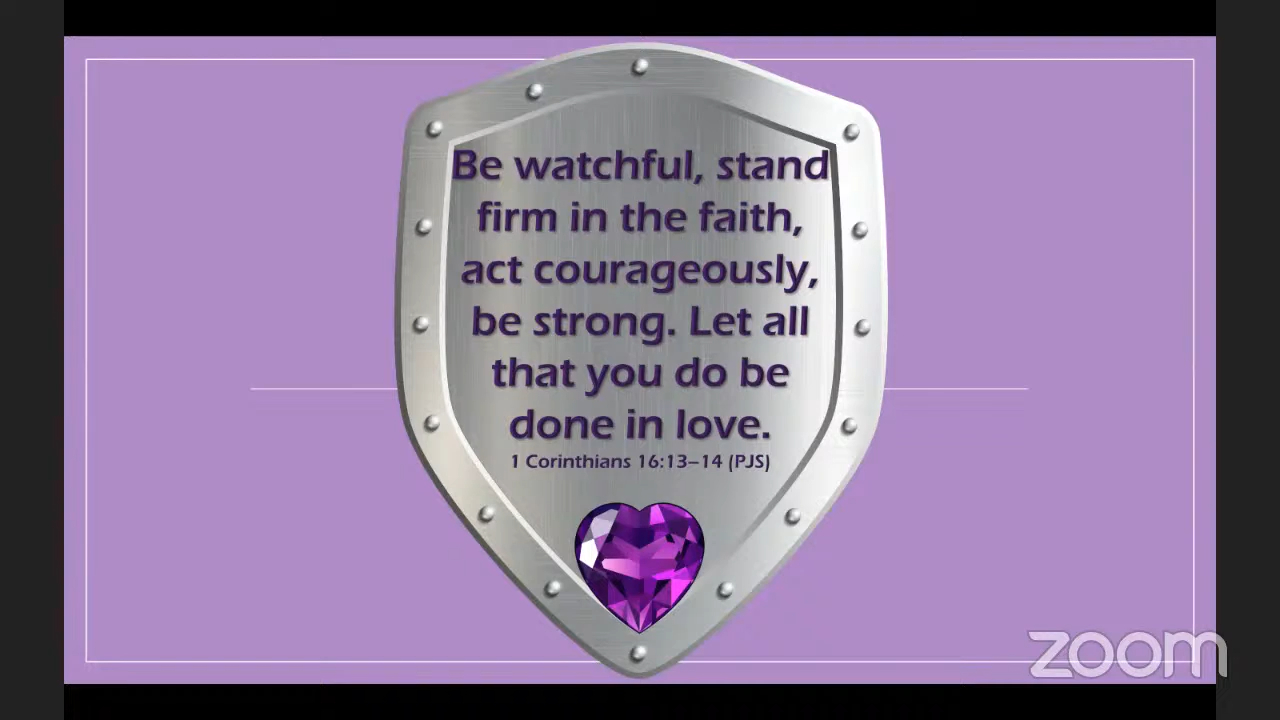 Be watchful, stand
firm in the faith,
act courageously,
be strong. Let all
that you do be
done in love.
1 Corinthians 16:13–14 (PJS)
zoom